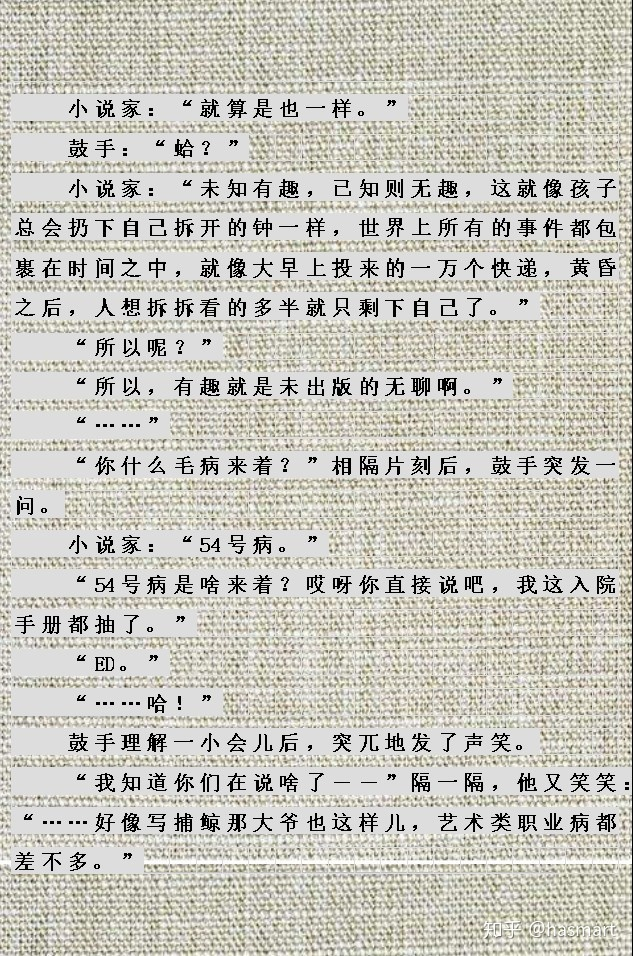 小说家：“就算是也一样。”
鼓手：“蛤？”
小说家：“未知有趣，已知则无趣，这就像孩子
总会扔下自己拆开的钟一样，世界上所有的事件都包
裹在时间之中，就像大早上投来的一万个快递，黄昏
之后，人想拆拆看的多半就只剩下自己了。”
“所以呢？”
“所以，有趣就是未出版的无聊啊。”
“……”
“你什么毛病来着？”相隔片刻后，鼓手突发一
问。
小说家：“54号病。”
“54号病是啥来着？哎呀你直接说吧，我这入院
手册都抽了。”
“ED。”
“……哈！”
鼓手理解一小会儿后，突兀地发了声笑。
“我知道你们在说啥了——”隔一隔，他又笑笑：
“……好像写捕鲸那大爷也这样儿，艺术类职业病都
差不多。”
知乎 @hasmart